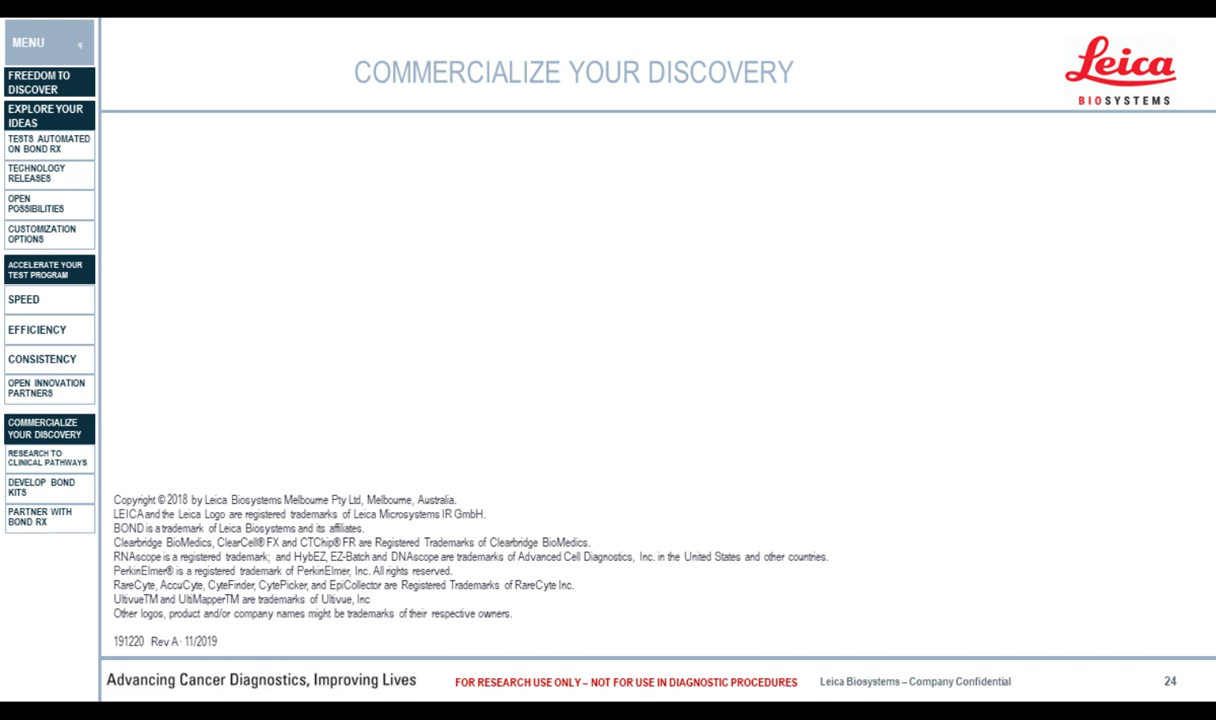 MENU
FREEDOM TO
DISCOVER
EXPLORE YOUR
IDEAS
TESTS AUTOMATED
ON BOND RX
TECHNOLOGY
RELEASES
OPEN
POSSIBILITIES
CUSTOMIZATION
OPTIONS
ACCELERATE YOUR
TEST PROGRAM
SPEED
EFFICIENCY
CONSISTENCY
OPEN INNOVATION
PARTNERS
COMMERCIALIZE
YOUR DISCOVERY
RESEARCH TO
CLINICAL PATHWAYS
DEVELOP BOND
KITS
PARTNER WITH
BOND RX
COMMERCIALIZE YOUR DISCOVERY
Leica
BIOSYSTEMS
Copyright © 2018 by Leica Biosystems Melbourne Pty Ltd, Melbourne, Australia.
LEICA and the Leica Logo are registered trademarks of Leica Microsystems IR GmbH.
BOND is a trademark of Leica Biosystems and its affiliates.
Clearbridge BioMedics, ClearCell® FX and CTChip® FR are Registered Trademarks of Clearbridge BioMedics.
RNAscope is a registered trademark; and HybEZ, EZ-Batch and DNAscope are trademarks of Advanced Cell Diagnostics, Inc. in the United States and other countries.
PerkinElmer® is a registered trademark of PerkinElmer, Inc. All rights reserved.
RareCyte, AccuCyte, CyteFinder, CytePicker, and EpiCollector are Registered Trademarks of RareCyte Inc.
UltivueTM and UltiMapperTM are trademarks of Ultivue, Inc
Other logos, product and/or company names might be trademarks of their respective owners.
191220 Rev A · 11/2019
Advancing Cancer Diagnostics, Improving Lives
FOR RESEARCH USE ONLY – NOT FOR USE IN DIAGNOSTIC PROCEDURES
Leica Biosystems – Company Confidential
24